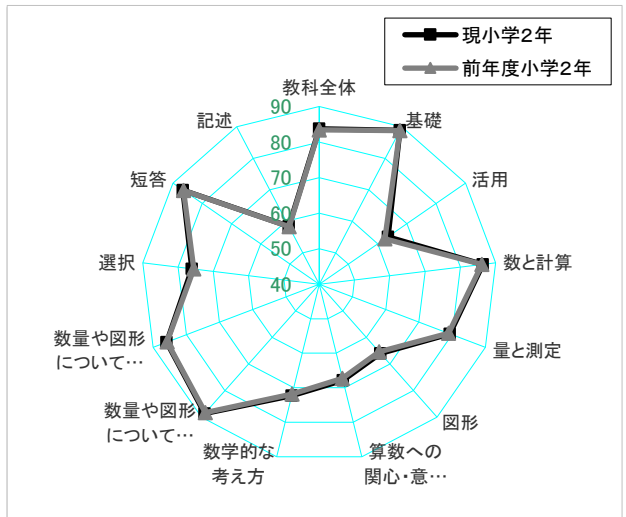 現小学2年
前年度小学2年
教科全体
基礎
活用
数と計算
量と測定
図形
算数への
関心・意…
数学的な
考え方
数量や図形
について…
数量や図形
について…
選択
短答
記述
90
80
70
60
50
40